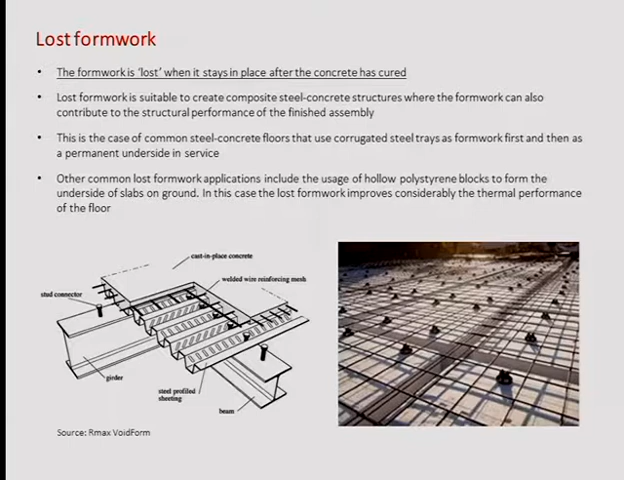 Lost formwork
• The formwork is 'lost' when it stays in place after the concrete has cured
• Lost formwork is suitable to create composite steel-concrete structures where the formwork can also
contribute to the structural performance of the finished assembly
• This is the case of common steel-concrete floors that use corrugated steel trays as formwork first and then as
a permanent underside in service
• Other common lost formwork applications include the usage of hollow polystyrene blocks to form the
underside of slabs on ground. In this case the lost formwork improves considerably the thermal performance
of the floor
cast-in-place concrete
welded wire reinforcing mesh
stud connector
girder
steel profiled
sheeting
beam
Source: Rmax VoidForm